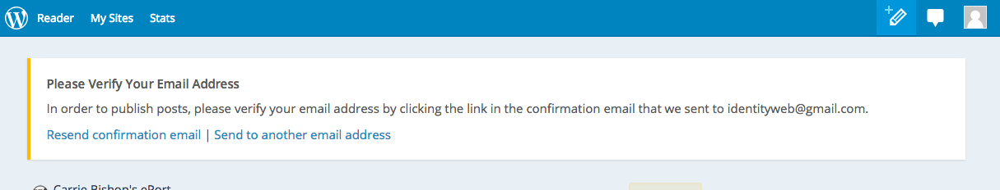 Reader My Sites Stats
Please Verify Your Email Address
In order to publish posts, please verify your email address by clicking the link in the confirmation email that we sent to identityweb@gmail.com.
Resend confirmation email | Send to another email address
Carrie Bishop's ePort